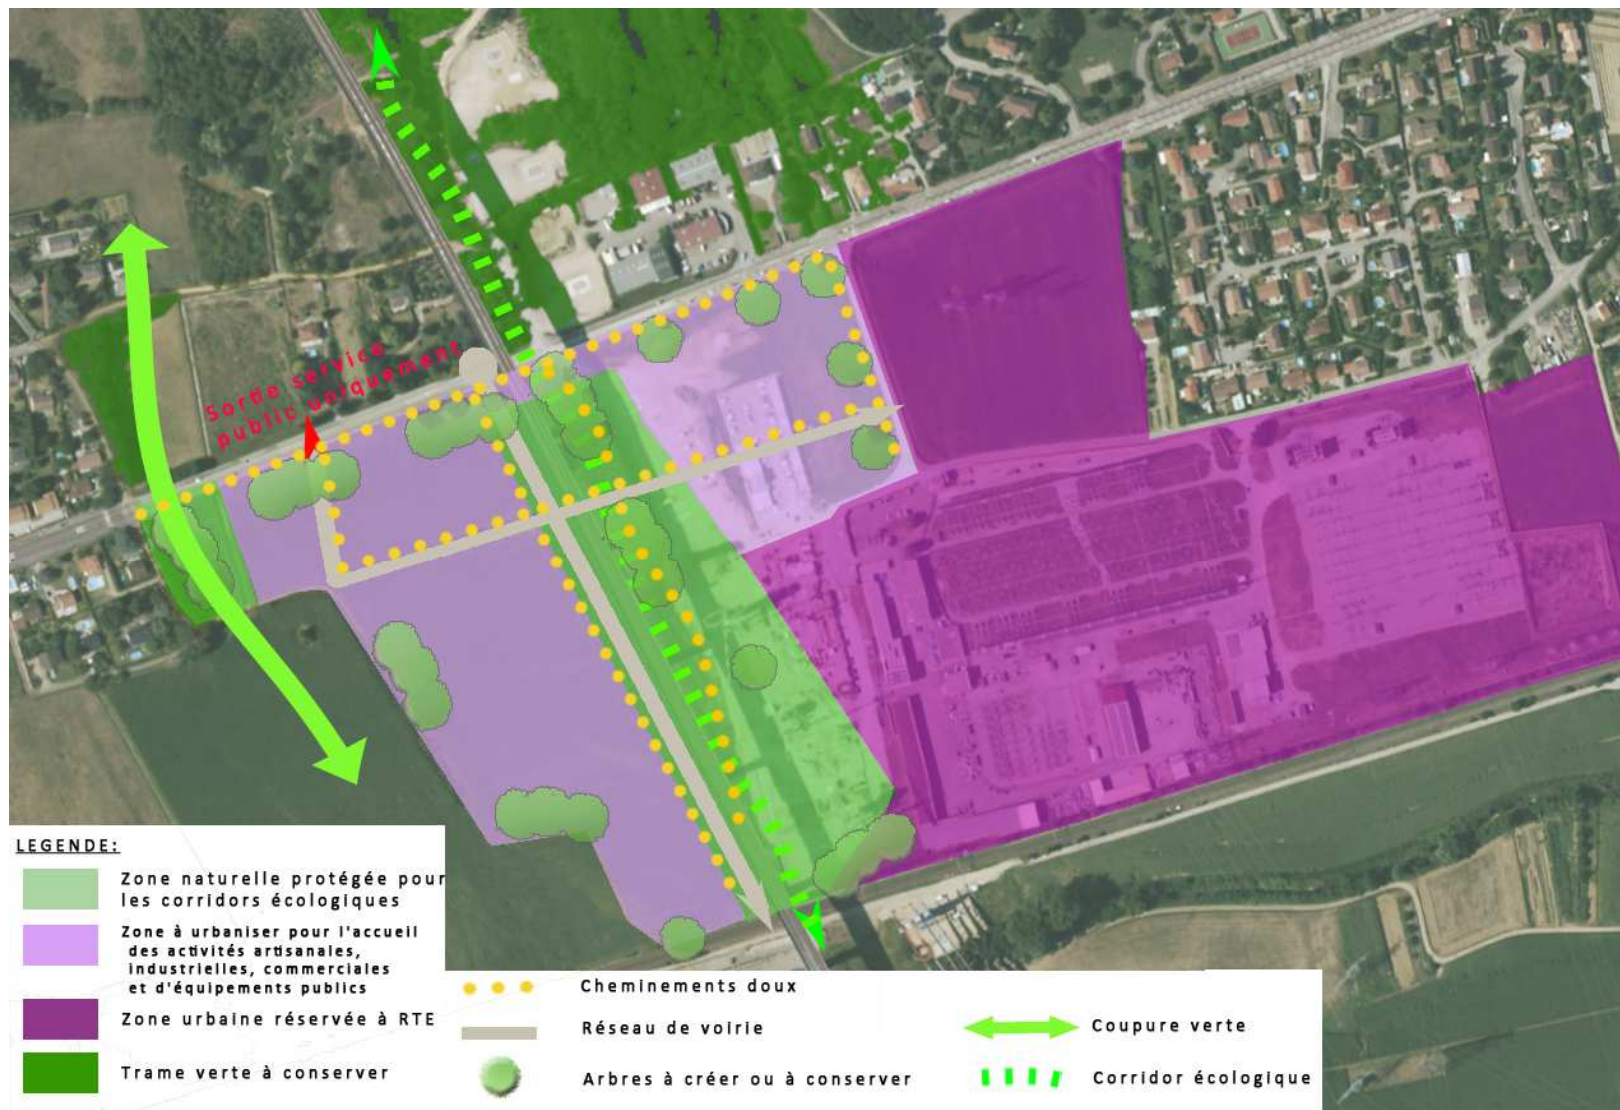 Sortie service
public uniquement
LEGENDE:
Zone naturelle protégée pour
les corridors écologiques
Zone à urbaniser pour l'accueil
des activités artisanales,
industrielles, commerciales
et d'équipements publics
Zone urbaine réservée à RTE
Trame verte à conserver
Cheminements doux
Réseau de voirie
Arbres à créer ou à conserver
Coupure verte
Corridor écologique